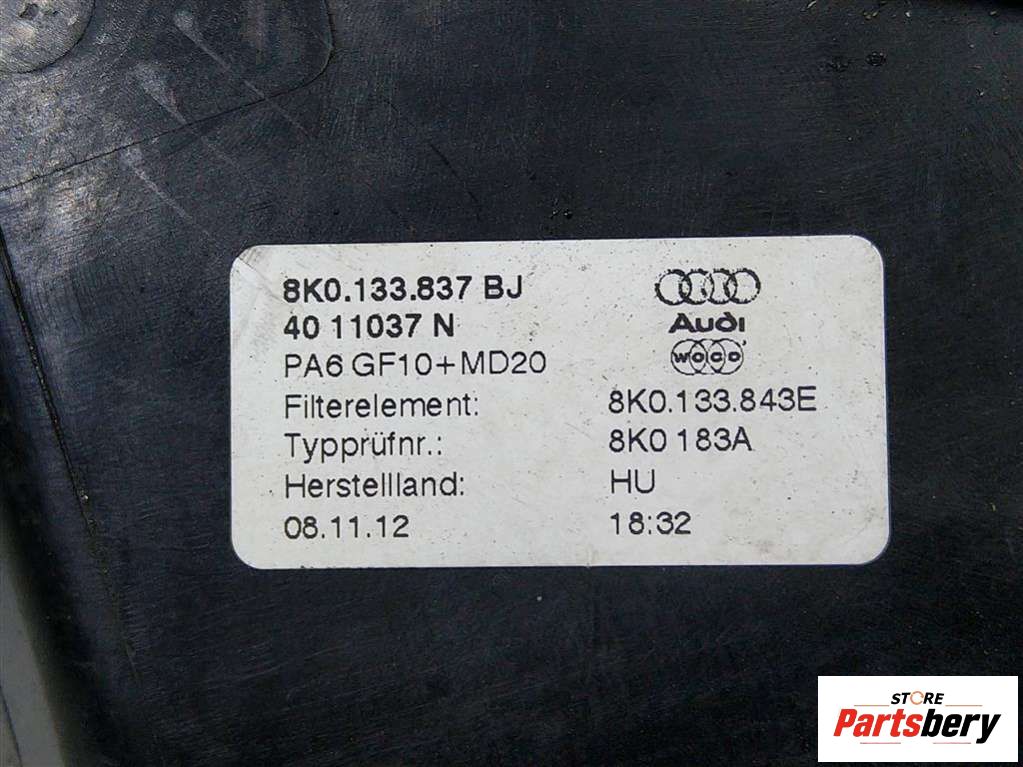 8K0.133.837 BJ
40 11037 N
Audi
PA6 GF10+MD20
WOCO
Filterelement: 8K0.133.843E
Typprüfnr.: 8K0 183A
Herstellland: HU
08.11.12 18:32
STORE
Partsbery